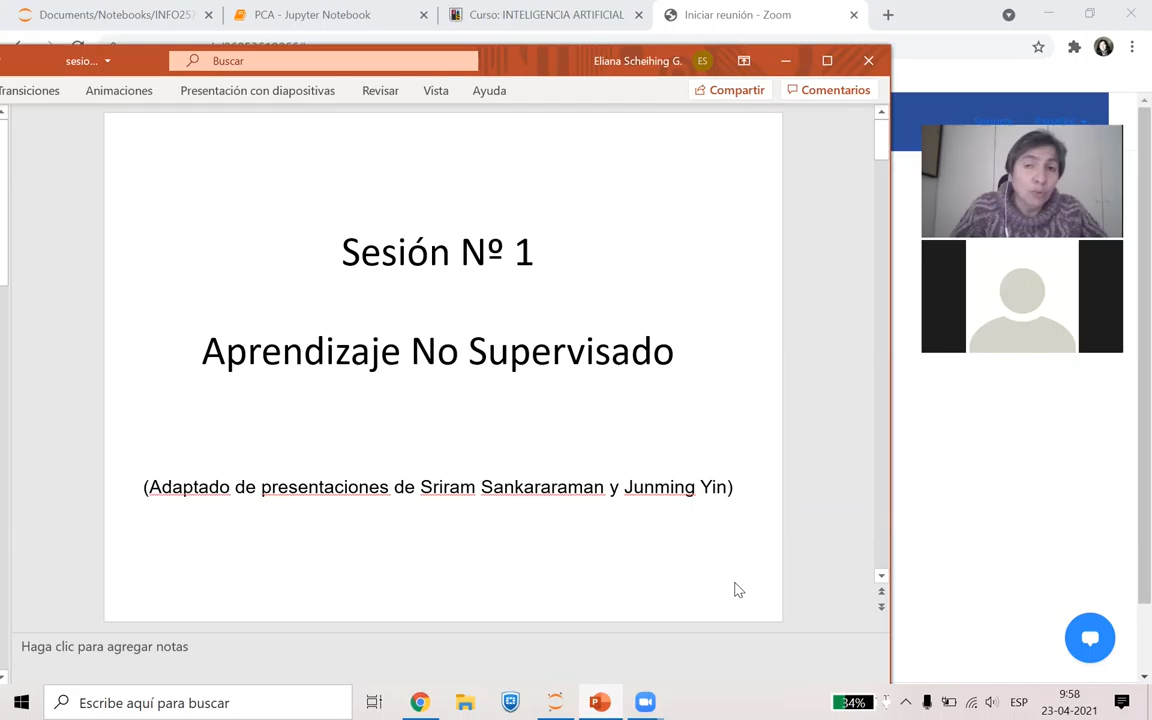 Documents/Notebooks/INFO257
PCA - Jupyter Notebook
Curso: INTELIGENCIA ARTIFICIAL
Iniciar reunión - Zoom
sesio...
Buscar
Eliana Scheihing G.
ES
Transiciones
Animaciones
Presentación con diapositivas
Revisar
Vista
Ayuda
Compartir
Comentarios
Sesión Nº 1
Aprendizaje No Supervisado
(Adaptado de presentaciones de Sriram Sankararaman y Junming Yin)
Haga clic para agregar notas
Escribe aquí para buscar
34%
ESP
9:58
23-04-2021